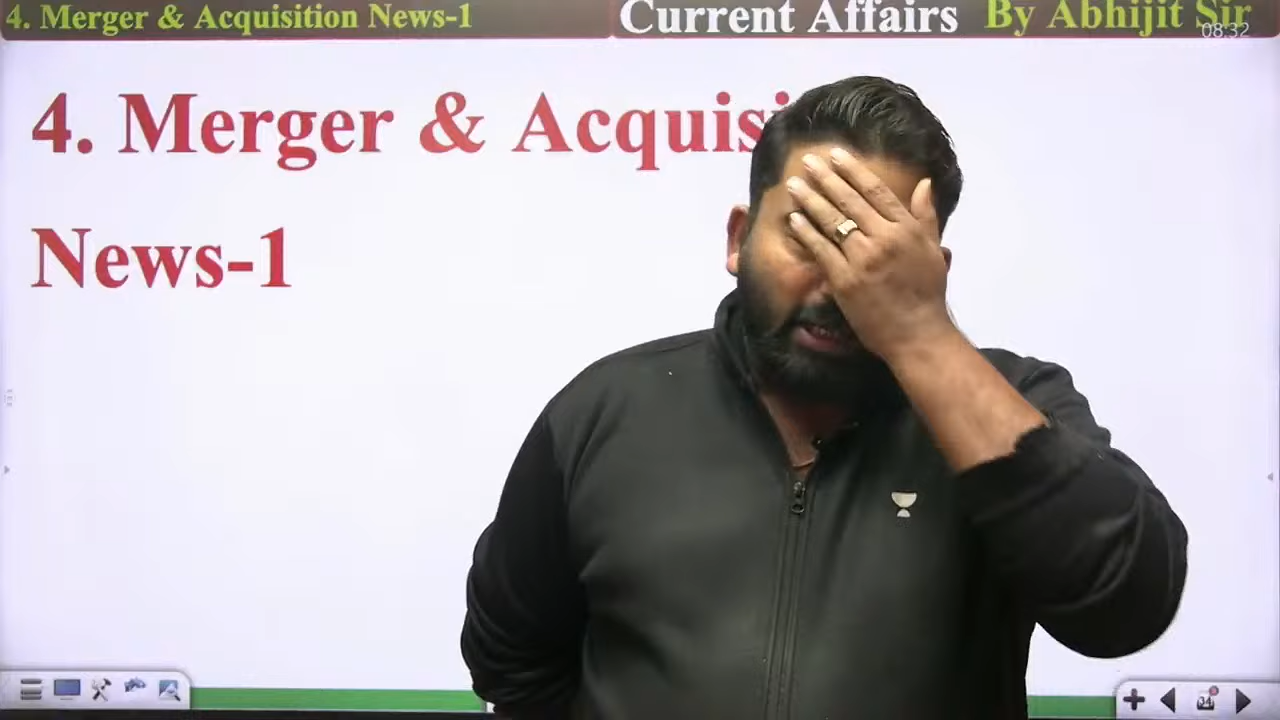 4. Merger & Acquisition News-1
Current Affairs
By Abhijit Sir
08:32
4. Merger & Acquisi
News-1